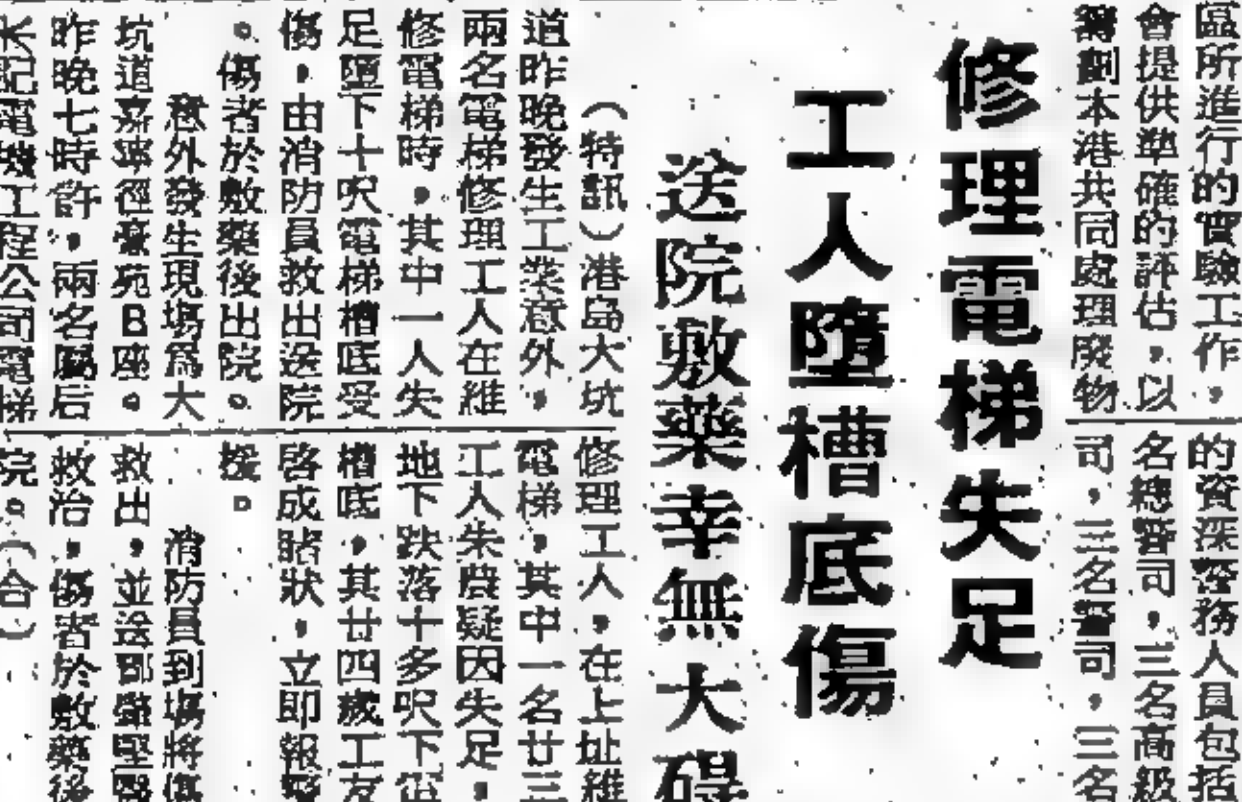 區所進行的實驗工作，
會提供準確的評估，以
籌劃本港共同處理廢物
的資深警務人員包括
名總警司，三名高級
司，三名警司，三名
修理電梯失足
工人墮槽底傷
送院敷藥幸無大碍
（特訊）港島大坑
道昨晚發生工業意外，
兩名電梯修理工人在維
修電梯時，其中一人失
足墮下十呎電梯槽底受
傷，由消防員救出送院
。傷者於敷藥後出院。
意外發生現場爲大
坑道嘉寧徑豪苑B座。
昨晚七時許，兩名屬后
記電機工程公司電梯
修理工人，在上址維
電梯，其中一名廿三
工人朱農疑因失足，
地下跌落十多呎下電
槽底，其廿四歲工友
啓成睹狀，立即報警
援。
消防員到場將傷
救出，並送鄧肇堅醫
救治，傷者於敷藥後
院。（合）